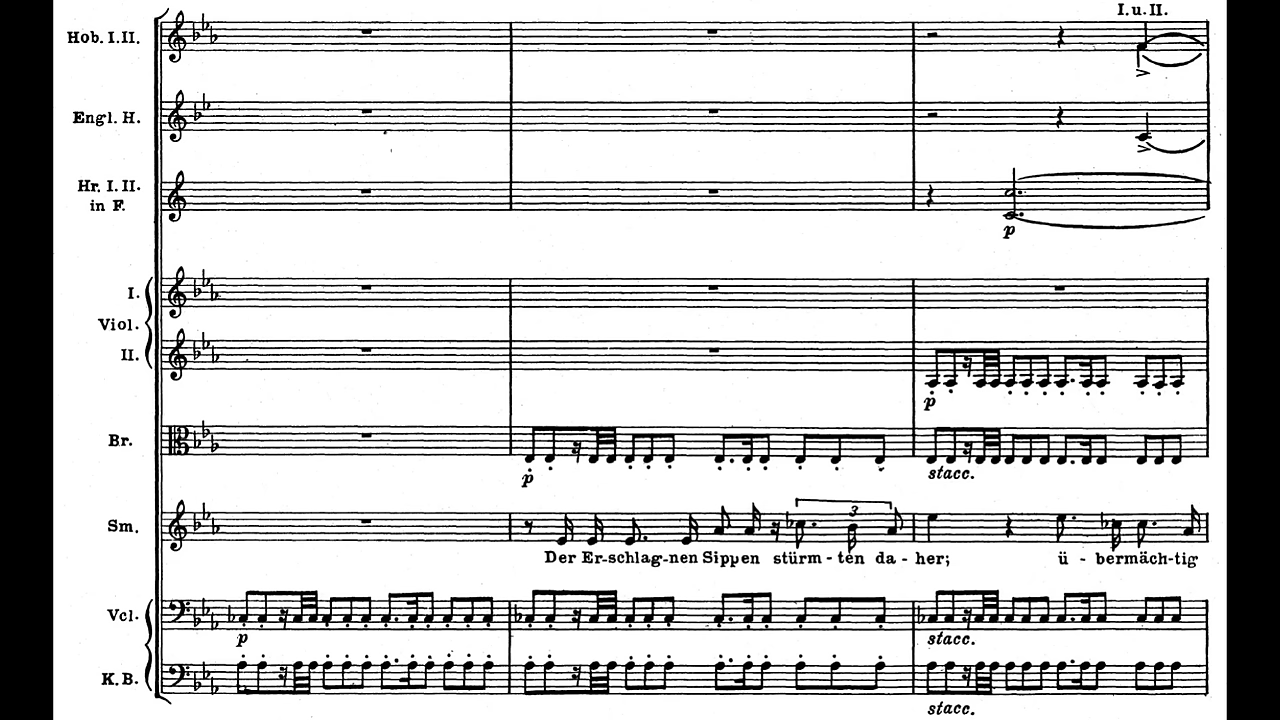 I. u. II.
Hob. I. II.
Engl. H.
Hr. I. II.
in F.
p
I.
Viol.
II.
p
Br.
p
stacc.
3
Sm.
Der Er-schlag-nen Sippen stürm-ten da-her; ü-bermäch-tig
Vcl.
p
stacc.
K. B.
stacc.